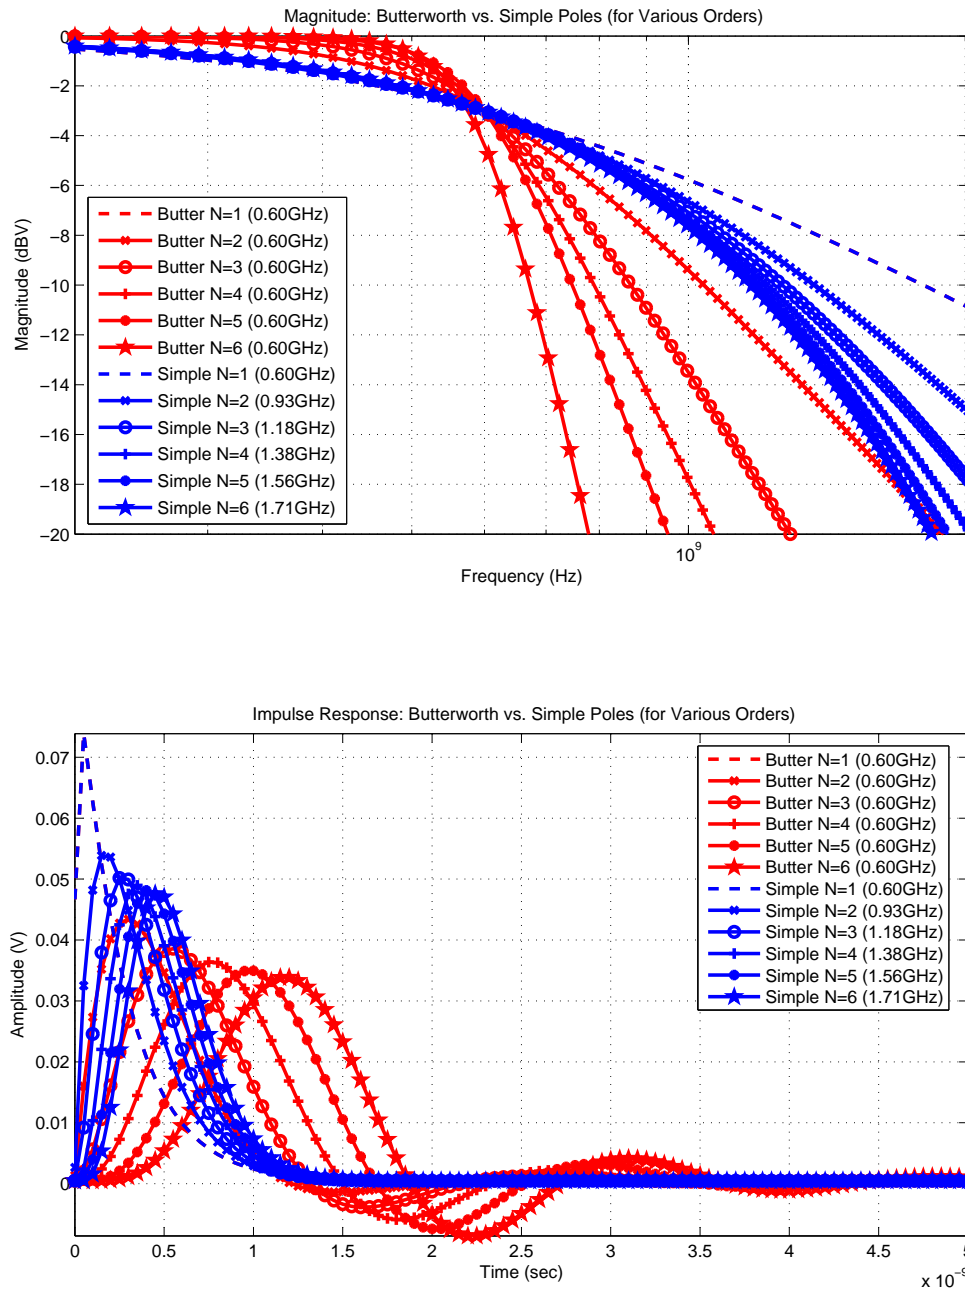 Magnitude: Butterworth vs. Simple Poles (for Various Orders)
0
−2
−4
−6
−8
−10
−12
−14
−16
−18
−20
Magnitude (dBV)
Butter N=1 (0.60GHz)
Butter N=2 (0.60GHz)
Butter N=3 (0.60GHz)
Butter N=4 (0.60GHz)
Butter N=5 (0.60GHz)
Butter N=6 (0.60GHz)
Simple N=1 (0.60GHz)
Simple N=2 (0.93GHz)
Simple N=3 (1.18GHz)
Simple N=4 (1.38GHz)
Simple N=5 (1.56GHz)
Simple N=6 (1.71GHz)
10⁹
Frequency (Hz)
Impulse Response: Butterworth vs. Simple Poles (for Various Orders)
0.07
0.06
0.05
0.04
0.03
0.02
0.01
0
Amplitude (V)
Butter N=1 (0.60GHz)
Butter N=2 (0.60GHz)
Butter N=3 (0.60GHz)
Butter N=4 (0.60GHz)
Butter N=5 (0.60GHz)
Butter N=6 (0.60GHz)
Simple N=1 (0.60GHz)
Simple N=2 (0.93GHz)
Simple N=3 (1.18GHz)
Simple N=4 (1.38GHz)
Simple N=5 (1.56GHz)
Simple N=6 (1.71GHz)
0 0.5 1 1.5 2 2.5 3 3.5 4 4.5 5
Time (sec)